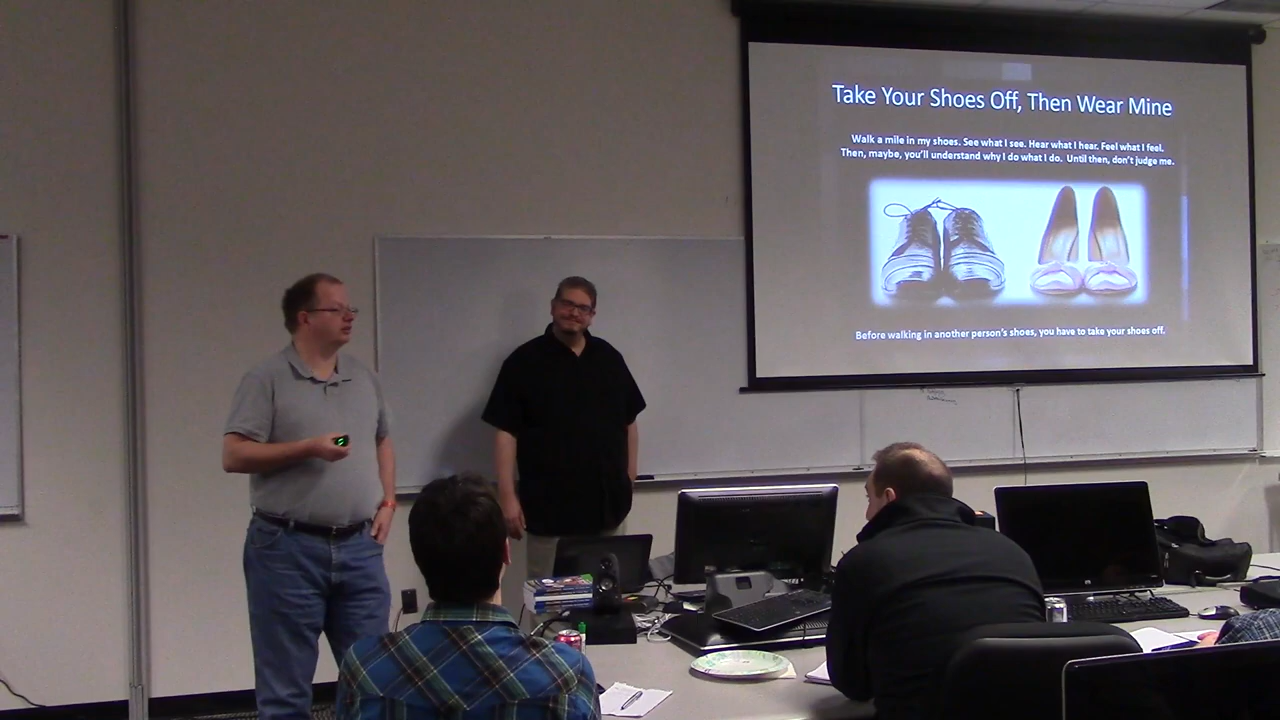 Take Your Shoes Off, Then Wear Mine
Walk a mile in my shoes. See what I see. Hear what I hear. Feel what I feel.
Then, maybe, you'll understand why I do what I do. Until then, don't judge me.
Before walking in another person's shoes, you have to take your shoes off.